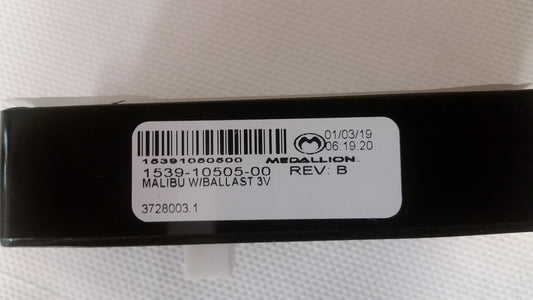 01/03/19
06:19 20
15391050500 MEDALLION
1539-10505-00 REV: B
MALIBU W/BALLAST 3V
3728003.1